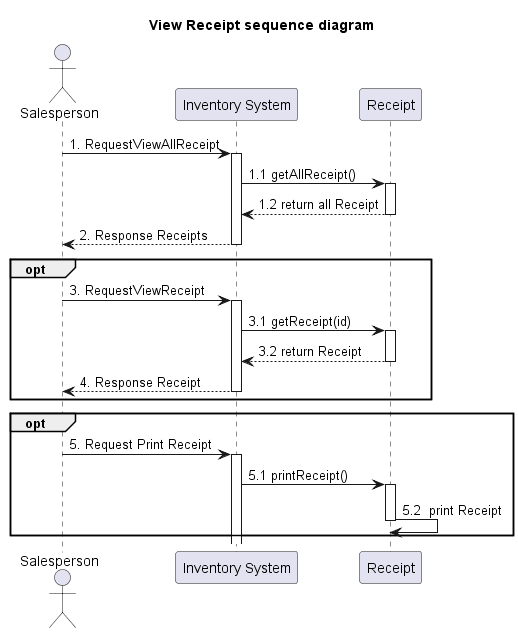 View Receipt sequence diagram
Salesperson
Inventory System
Receipt
1. RequestViewAllReceipt
1.1 getAllReceipt()
1.2 return all Receipt
2. Response Receipts
opt
3. RequestViewReceipt
3.1 getReceipt(id)
3.2 return Receipt
4. Response Receipt
opt
5. Request Print Receipt
5.1 printReceipt()
5.2  print Receipt
Salesperson
Inventory System
Receipt